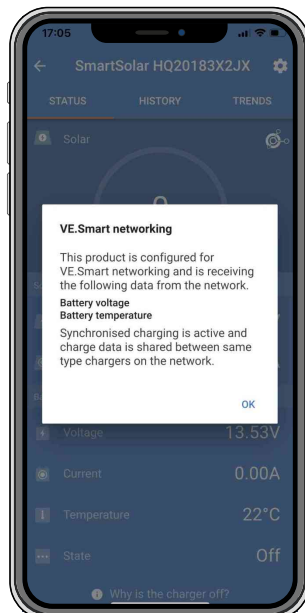 17:05
SmartSolar HQ20183X2JX
STATUS HISTORY TRENDS
Solar
VE.Smart networking
This product is configured for
VE.Smart networking and is receiving
the following data from the network.
Battery voltage
Battery temperature
Synchronised charging is active and
charge data is shared between same
type chargers on the network.
OK
Voltage 13.53V
Current 0.00A
Temperature 22°C
State Off
Why is the charger off?